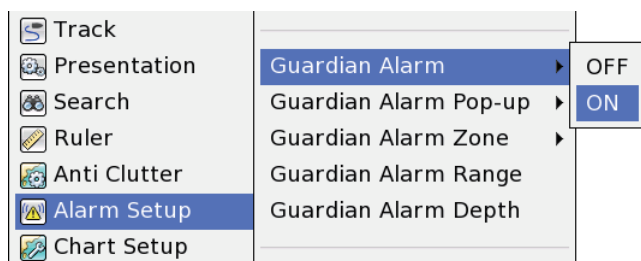 Track
Presentation
Search
Ruler
Anti Clutter
Alarm Setup
Chart Setup
Guardian Alarm
Guardian Alarm Pop-up
Guardian Alarm Zone
Guardian Alarm Range
Guardian Alarm Depth
OFF
ON